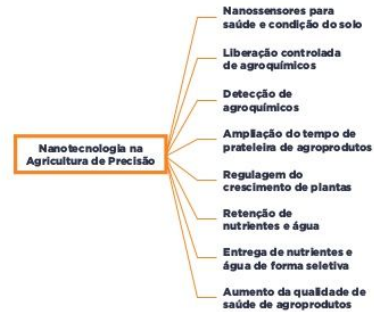 Nanotecnologia na
Agricultura de Precisão
Nanossensores para
saúde e condição do solo
Liberação controlada
de agroquímicos
Detecção de
agroquímicos
Ampliação do tempo de
prateleira de agroprodutos
Regulagem do
crescimento de plantas
Retenção de
nutrientes e água
Entrega de nutrientes e
água de forma seletiva
Aumento da qualidade de
saúde de agroprodutos